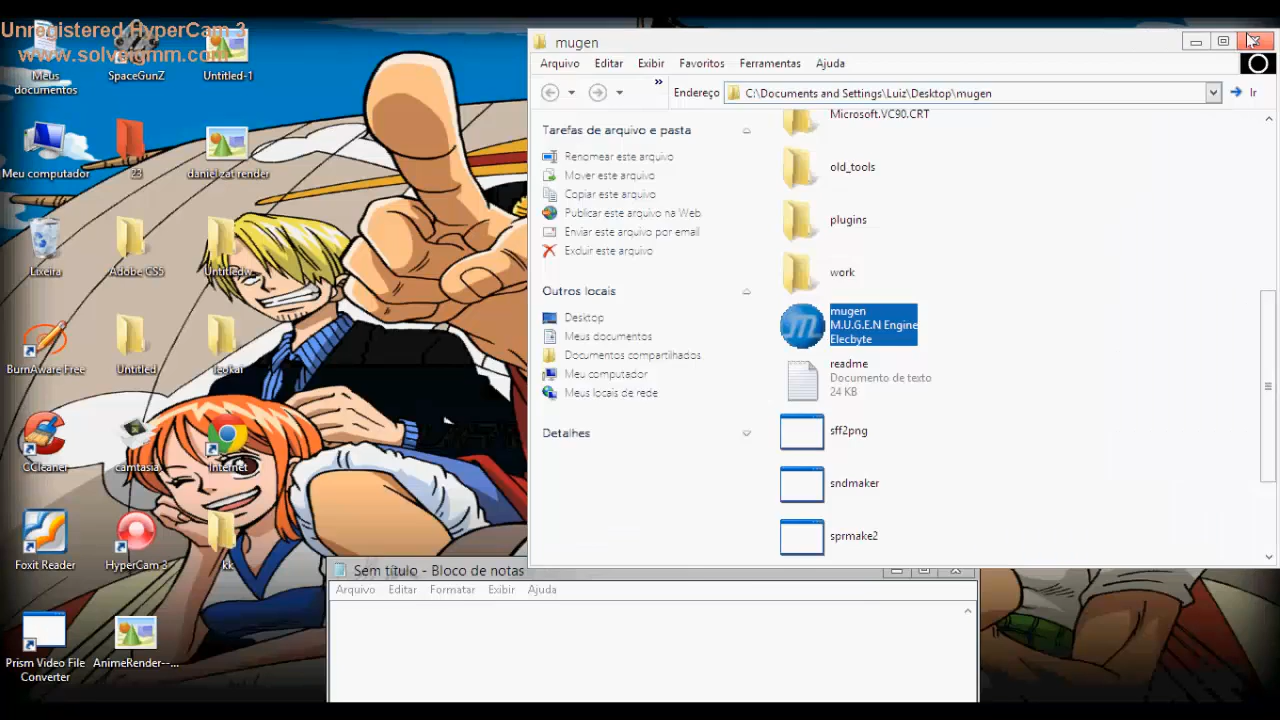 Unregistered HyperCam 3
www.solveigmm.com
Meus documentos
SpaceGunZ
Untitled-1
Meu computador
23
daniel zat render
Lixeira
Adobe CS5
Untitledw
BurnAware Free
Untitled
Teokar
CCleaner
camtasia
Internet
Foxit Reader
HyperCam 3
kk
Prism Video File Converter
AnimeRender--...
mugen
Arquivo
Editar
Exibir
Favoritos
Ferramentas
Ajuda
»
Endereço
C:\Documents and Settings\Luiz\Desktop\mugen
Ir
Tarefas de arquivo e pasta
Renomear este arquivo
Mover este arquivo
Copiar este arquivo
Publicar este arquivo na Web
Enviar este arquivo por email
Excluir este arquivo
Outros locais
Desktop
Meus documentos
Documentos compartilhados
Meu computador
Meus locais de rede
Detalhes
Microsoft.VC90.CRT
old_tools
plugins
work
mugen
M.U.G.E.N Engine
Elecbyte
readme
Documento de texto
24 KB
sff2png
sndmaker
sprmake2
Sem título - Bloco de notas
Arquivo
Editar
Formatar
Exibir
Ajuda